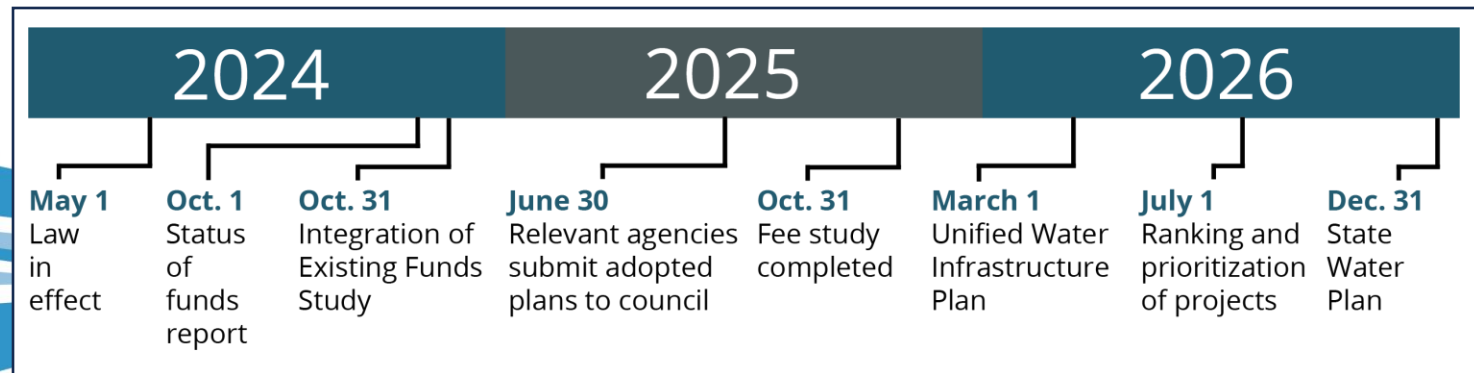 2024
2025
2026
May 1
Law
in
effect
Oct. 1
Status
of
funds
report
Oct. 31
Integration of
Existing Funds
Study
June 30
Relevant agencies
submit adopted
plans to council
Oct. 31
Fee study
completed
March 1
Unified Water
Infrastructure
Plan
July 1
Ranking and
prioritization
of projects
Dec. 31
State
Water
Plan